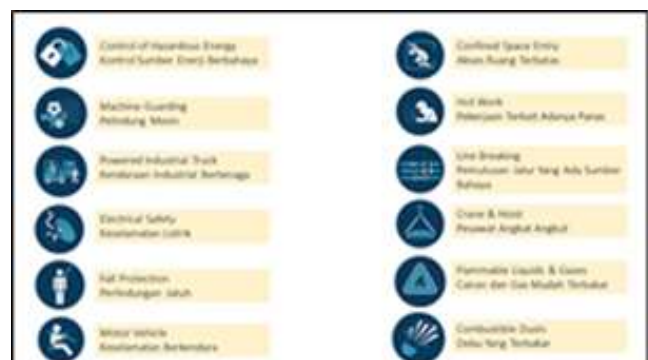 Control of Hazardous Energy
Kontrol Sumber Energi Berbahaya
Machine Guarding
Pelindung Mesin
Powered Industrial Truck
Kendaraan Industrial Bertenaga
Electrical Safety
Keselamatan Listrik
Fall Protection
Perlindungan Jatuh
Motor Vehicle
Keselamatan Berkendara
Confined Space Entry
Akses Ruang Terbatas
Hot Work
Pekerjaan Terkait Adanya Panas
Line Breaking
Pemutusan Jalur Yang Ada Sumber
Bahaya
Crane & Hoist
Pesawat Angkat Angkut
Flammable Liquids & Gases
Cairan dan Gas Mudah Terbakar
Combustible Dusts
Debu Yang Terbakar